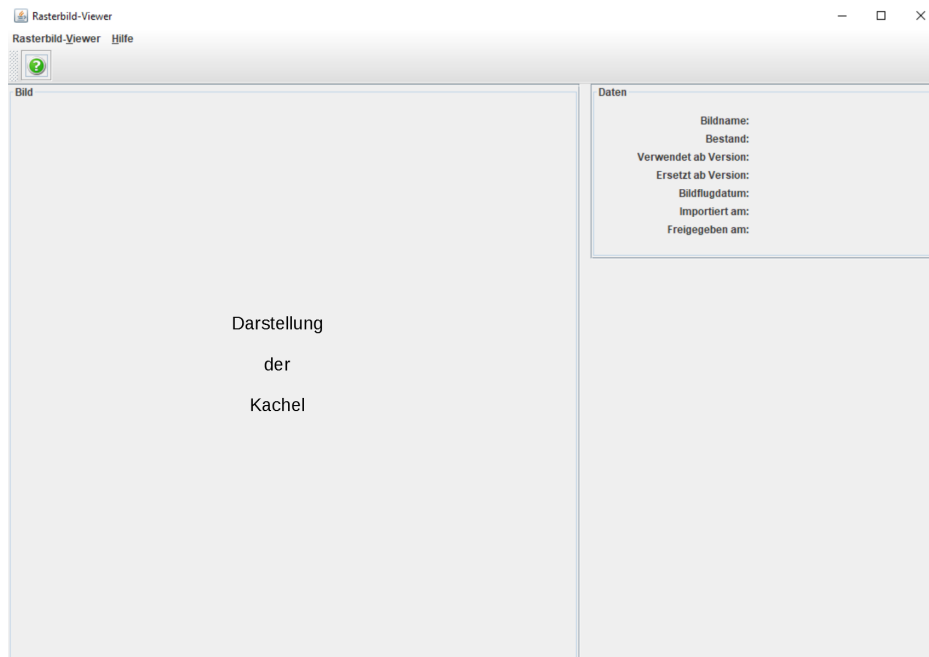 Rasterbild-Viewer
Rasterbild-Viewer Hilfe
Bild
Darstellung
der
Kachel
Daten
Bildname:
Bestand:
Verwendet ab Version:
Ersetzt ab Version:
Bildflugdatum:
Importiert am:
Freigegeben am: